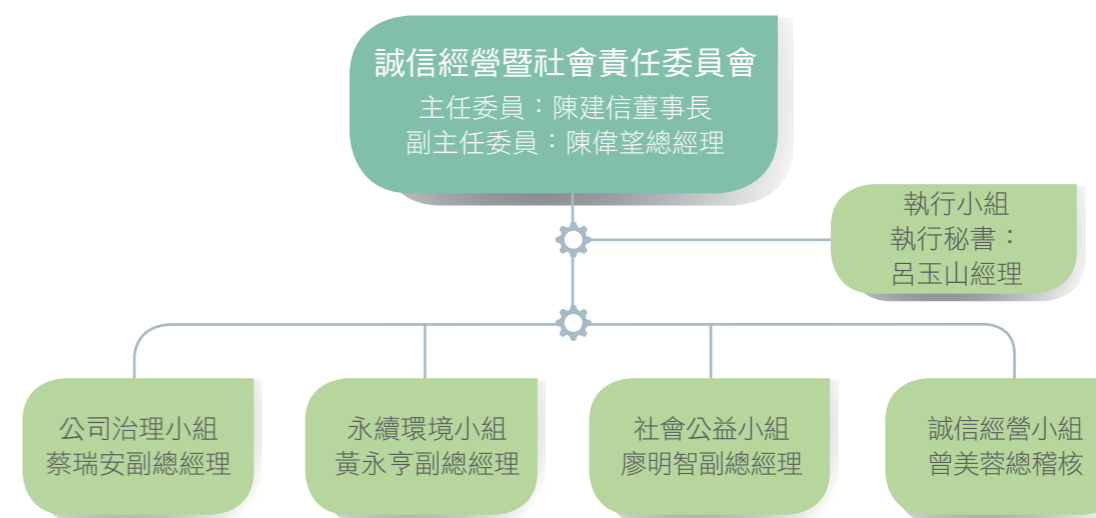 誠信經營暨社會責任委員會
主任委員：陳建信董事長
副主任委員：陳偉望總經理
執行小組
執行秘書：
呂玉山經理
公司治理小組
蔡瑞安副總經理
永續環境小組
黃永亨副總經理
社會公益小組
廖明智副總經理
誠信經營小組
曾美蓉總稽核